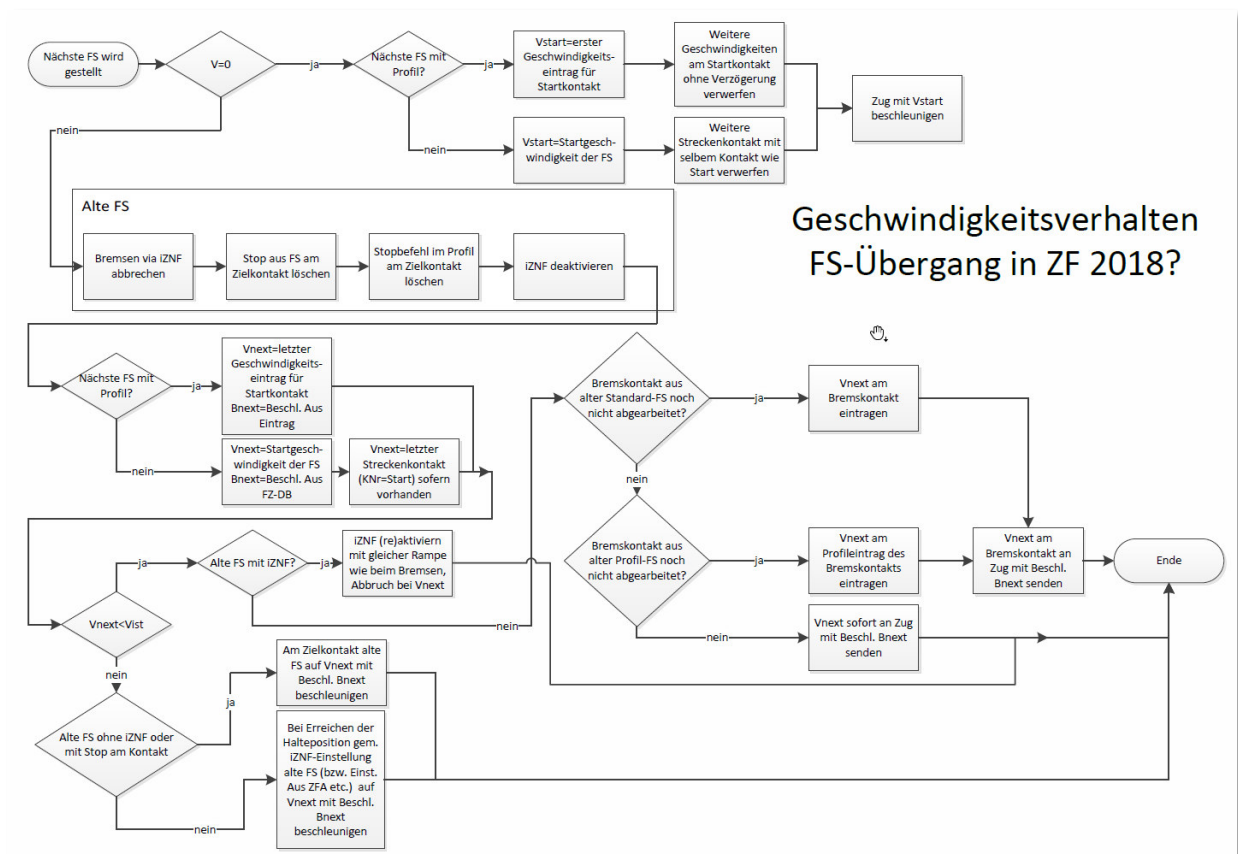 Nächste FS wird
gestellt
V=0
ja
Nächste FS mit
Profil?
ja
Vstart=erster
Geschwindigkeits-
eintrag für
Startkontakt
Weitere
Geschwindigkeiten
am Startkontakt
ohne Verzögerung
verwerfen
Zug mit Vstart
beschleunigen
nein
nein
Vstart=Startgesch-
windigkeit der FS
Weitere
Streckenkontakt mit
selbem Kontakt wie
Start verwerfen
Alte FS
Bremsen via iZNF
abbrechen
Stop aus FS am
Zielkontakt löschen
Stopbefehl im Profil
am Zielkontakt
löschen
iZNF deaktivieren
Geschwindigkeitsverhalten
FS-Übergang in ZF 2018?
Nächste FS mit
Profil?
ja
Vnext=letzter
Geschwindigkeits-
eintrag für
Startkontakt
Bnext=Beschl. Aus
Eintrag
nein
Vnext=Startgesch-
windigkeit der FS
Bnext=Beschl. Aus
FZ-DB
Vnext=letzter
Streckenkontakt
(KNr=Start) sofern
vorhanden
Bremskontakt aus
alter Standard-FS noch
nicht abgearbeitet?
ja
Vnext am
Bremskontakt
eintragen
nein
Bremskontakt aus
alter Profil-FS noch
nicht abgearbeitet?
ja
Vnext am
Profileintrag des
Bremskontakts
eintragen
Vnext am
Bremskontakt an
Zug mit Beschl.
Bnext senden
Ende
nein
Vnext sofort an Zug
mit Beschl. Bnext
senden
Vnext<Vist
ja
Alte FS mit iZNF?
ja
iZNF (re)aktiviern
mit gleicher Rampe
wie beim Bremsen,
Abbruch bei Vnext
nein
nein
Alte FS ohne iZNF oder
mit Stop am Kontakt
ja
Am Zielkontakt alte
FS auf Vnext mit
Beschl. Bnext
beschleunigen
nein
Bei Erreichen der
Halteposition gem.
iZNF-Einstellung
alte FS (bzw. Einst.
Aus ZFA etc.) auf
Vnext mit Beschl.
Bnext
beschleunigen